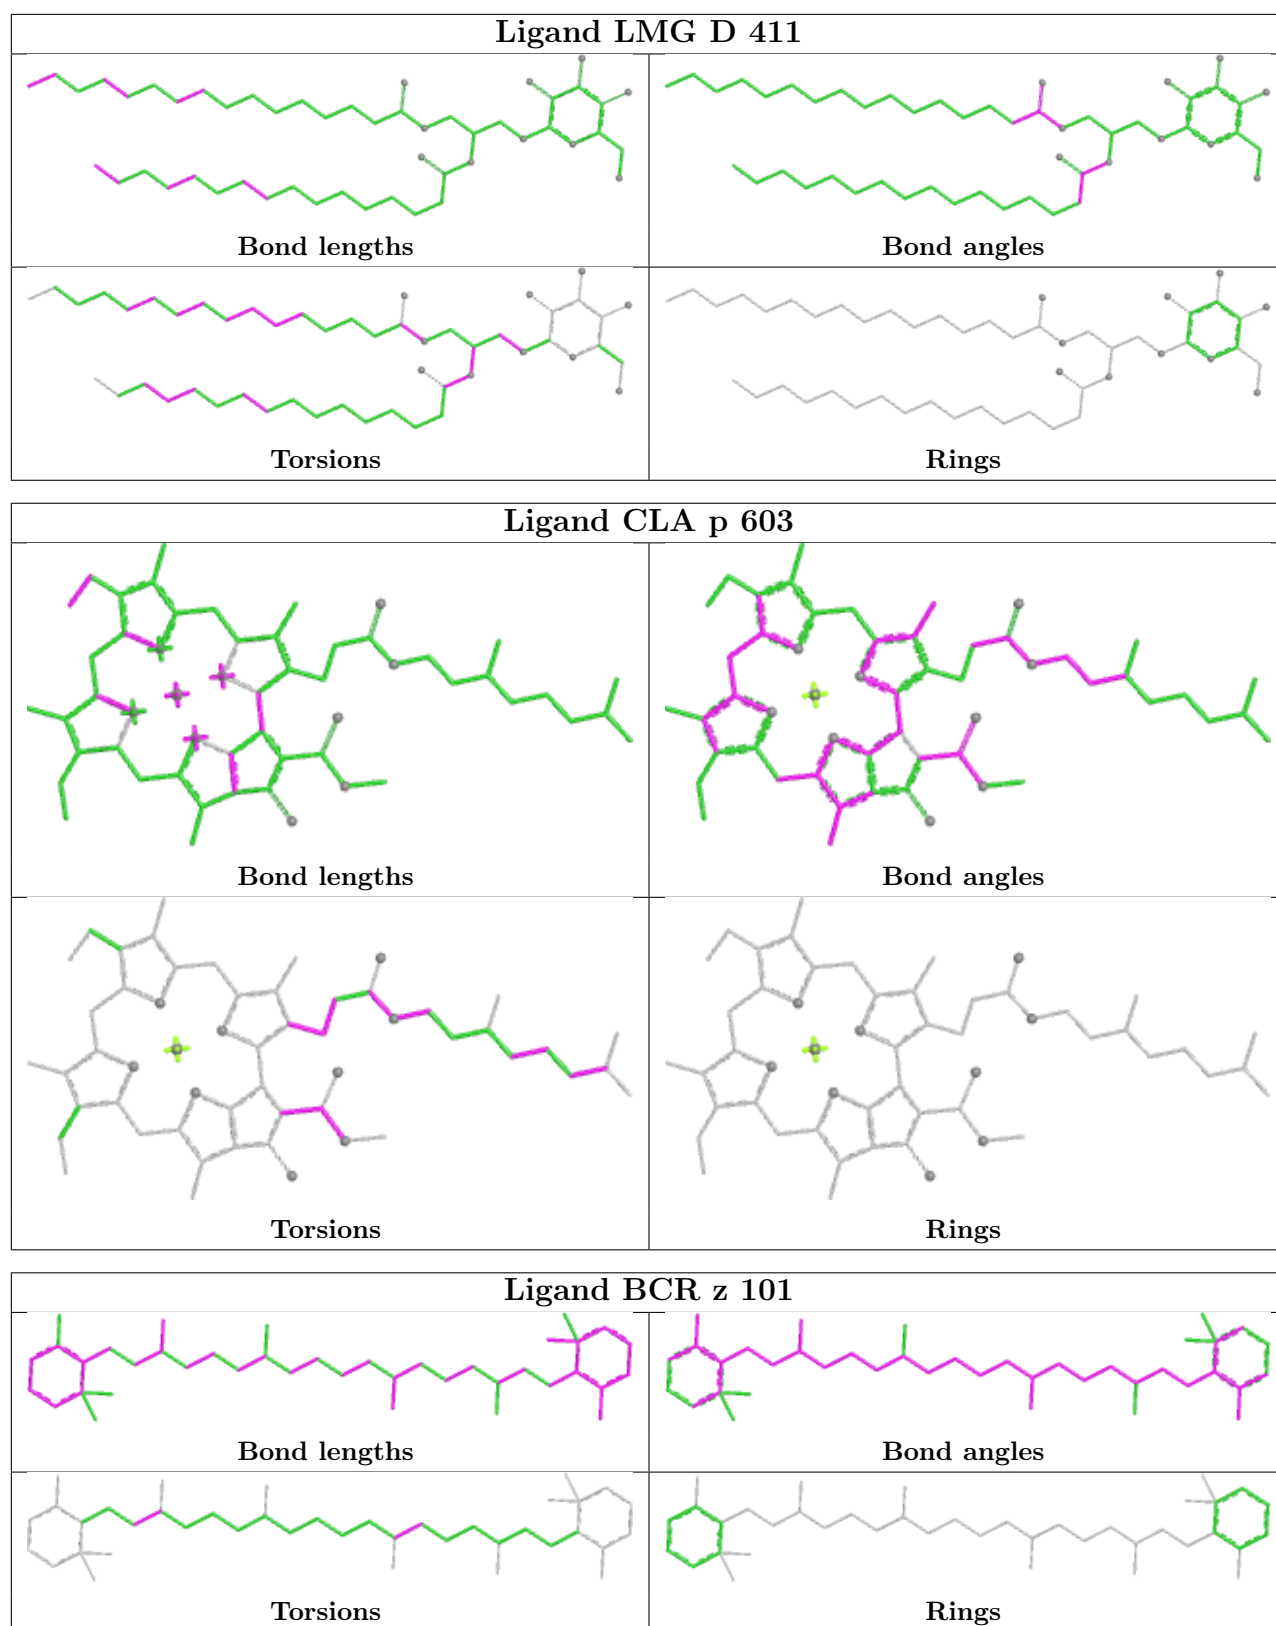 Ligand LMG D 411
Bond lengths
Bond angles
Torsions
Rings
Ligand CLA p 603
Bond lengths
Bond angles
Torsions
Rings
Ligand BCR z 101
Bond lengths
Bond angles
Torsions
Rings